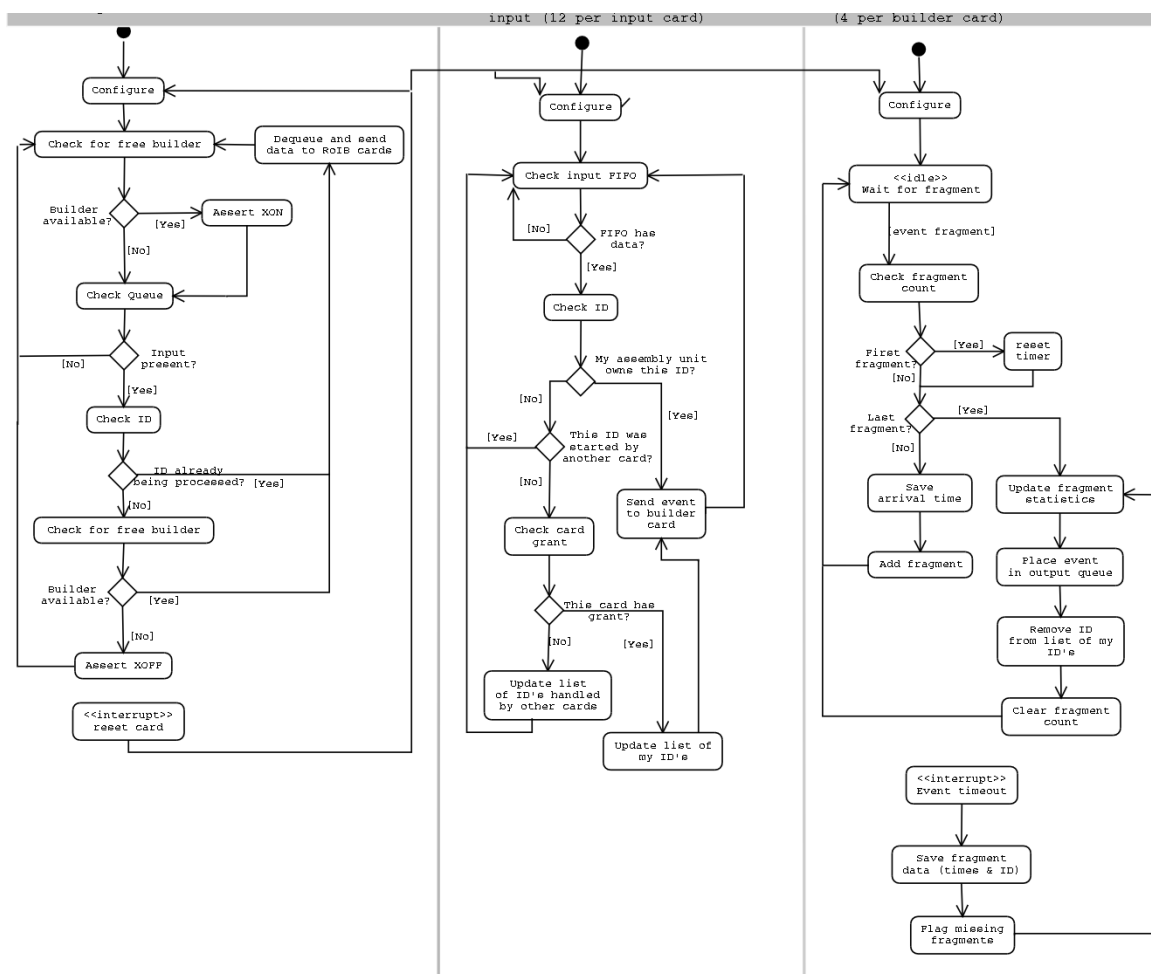 input (12 per input card)
(4 per builder card)
Configure
Check for free builder
Dequeue and send
data to RoIB cards
Builder
available?
[Yes]
Assert XON
[No]
Check Queue
Input
present?
[No]
[Yes]
Check ID
ID already
being processed?
[Yes]
[No]
Check for free builder
Builder
available?
[Yes]
[No]
Assert XOFF
<<interrupt>>
reset card
Configure
Check input FIFO
[No]
FIFO has
data?
[Yes]
Check ID
My assembly unit
owns this ID?
[No]
[Yes]
[Yes]
This ID was
started by
another card?
[No]
Send event
to builder
card
Check card
grant
This card has
grant?
[No]
[Yes]
Update list
of ID's handled
by other cards
Update list of
my ID's
Configure
<<idle>>
Wait for fragment
[event fragment]
Check fragment
count
First
fragment?
[Yes]
reset
timer
[No]
Last
fragment?
[Yes]
[No]
Save
arrival time
Update fragment
statistics
Add fragment
Place event
in output queue
Remove ID
from list of my
ID's
Clear fragment
count
<<interrupt>>
Event timeout
Save fragment
data (times & ID)
Flag missing
fragmente